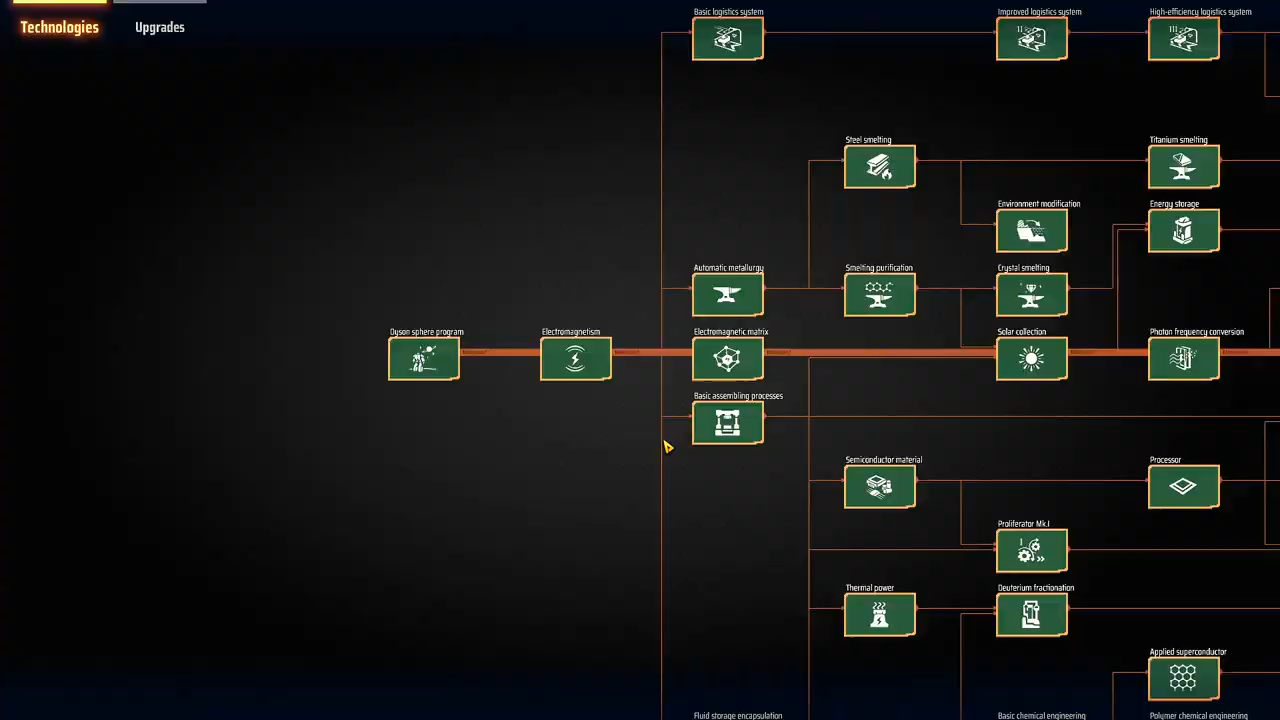 Technologies
Upgrades
Basic logistics system
Improved logistics system
High-efficiency logistics system
Steel smelting
Titanium smelting
Environment modification
Energy storage
Automatic metallurgy
Smelting purification
Crystal smelting
Dyson sphere program
Electromagnetism
Electromagnetic matrix
Solar collection
Photon frequency conversion
Basic assembling processes
Semiconductor material
Processor
Proliferator Mk.I
Thermal power
Deuterium fractionation
Applied superconductor
Fluid storage encapsulation
Basic chemical engineering
Polymer chemical engineering